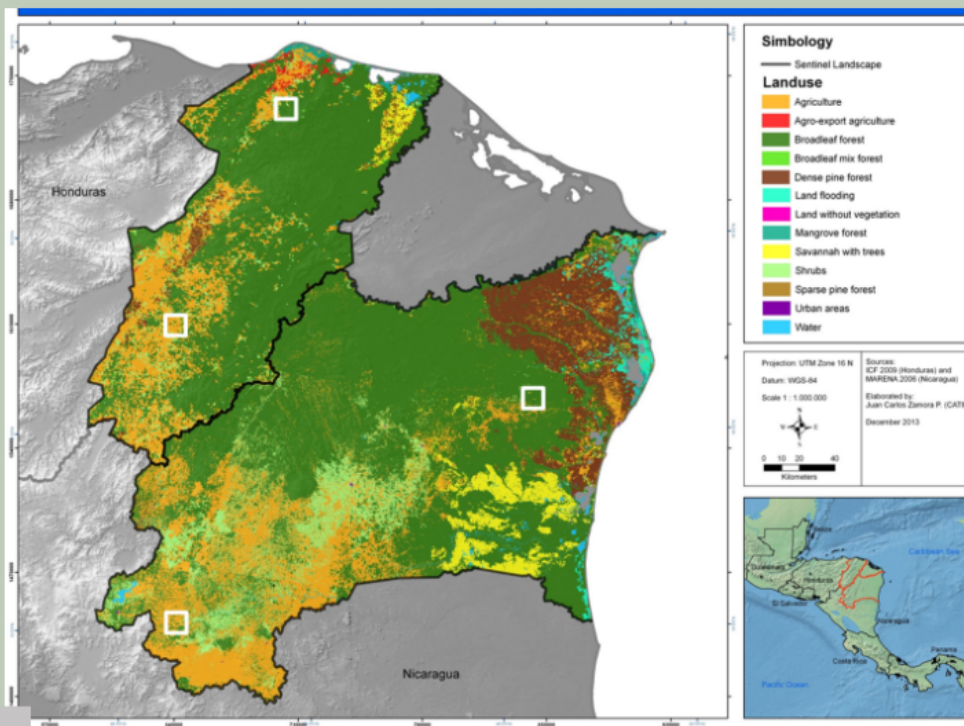 Honduras
Nicaragua
Simbology
Sentinel Landscape
Landuse
Agriculture
Agro-export agriculture
Broadleaf forest
Broadleaf mix forest
Dense pine forest
Land flooding
Land without vegetation
Mangrove forest
Savannah with trees
Shrubs
Sparse pine forest
Urban areas
Water
Projection: UTM Zone 16 N
Datum: WGS-84
Scale 1 : 1.000.000
N
W E
S
0 10 20 40
Kilometers
Sources:
ICF 2009 (Honduras) and
MARENA 2006 (Nicaragua)
Elaborated by:
Juan Carlos Zamora P. (CATI
December 2013
Belize
Guatemala
Honduras
Caribbean Sea
El Salvador
Nicaragua
Costa Rica
Panama
Pacific Ocean